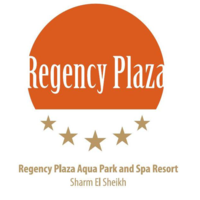 Regency Plaza
Regency Plaza Aqua Park and Spa Resort
Sharm El Sheikh